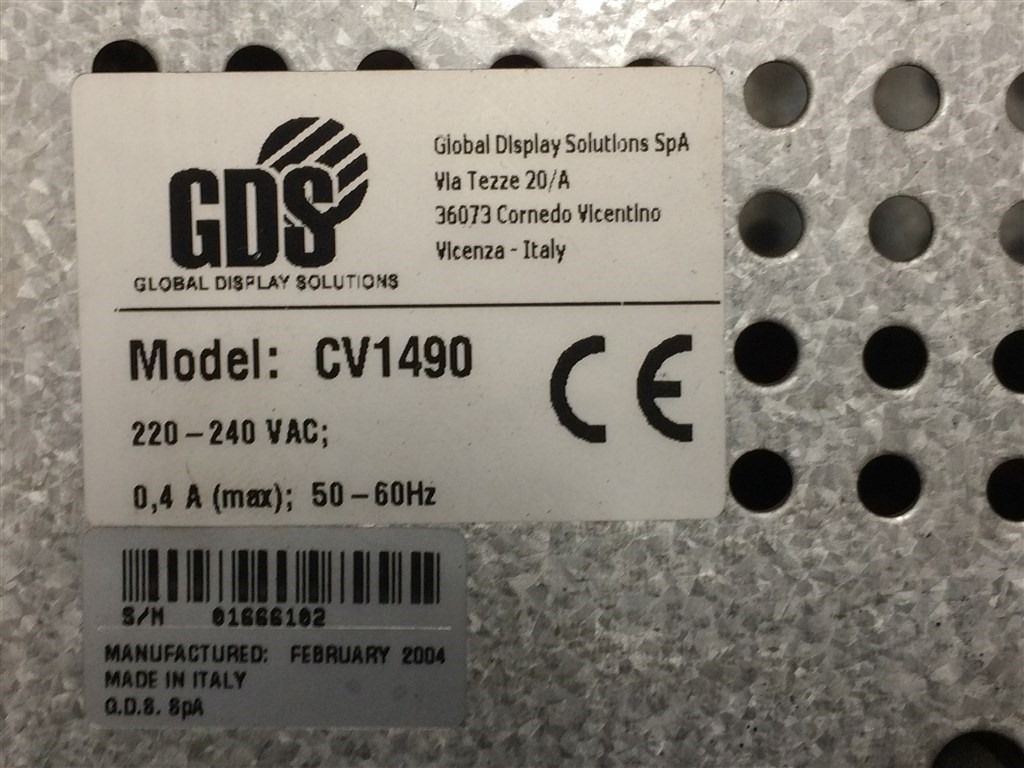 GDS
GLOBAL DISPLAY SOLUTIONS
Global Display Solutions SpA
Via Tezze 20/A
36073 Cornedo Vicentino
Vicenza - Italy
Model: CV1490
220-240 VAC;
0,4 A (max); 50-60Hz
CE
S/N 01666102
MANUFACTURED: FEBRUARY 2004
MADE IN ITALY
G.D.S. SpA